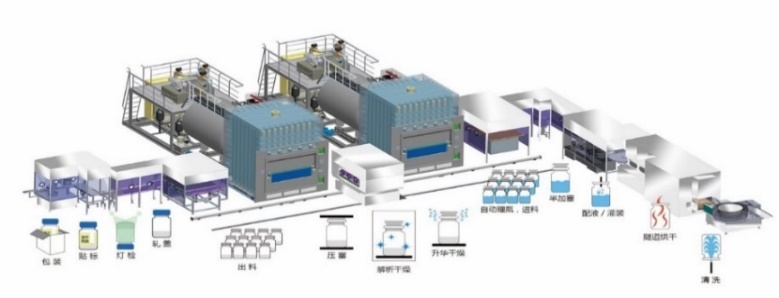 包装
贴标
灯检
轧盖
出料
压塞
解析干燥
升华干燥
自动理瓶，进料
半加塞
配液/灌装
隧道烘干
清洗